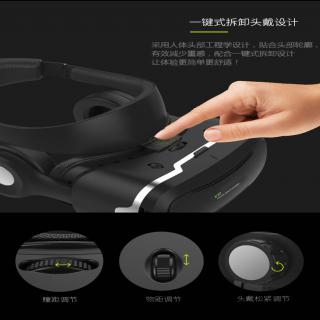 一键式拆卸头戴设计
采用人体头部工程学设计，贴合头部轮廓，
有效减少重感，配合一键式拆卸设计
让体验更简单更舒适！
瞳距调节
物距调节
头戴松紧调节